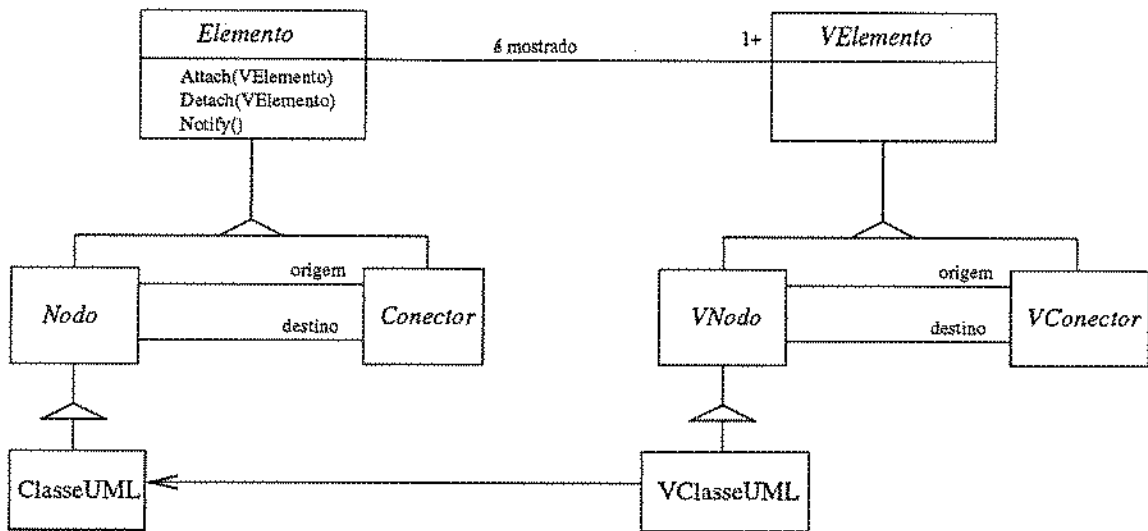 Elemento
Attach(VElemento)
Detach(VElemento)
Notify()
é mostrado
1+
VElemento
Nodo
origem
destino
Conector
VNodo
origem
destino
VConector
ClasseUML
VClasseUML